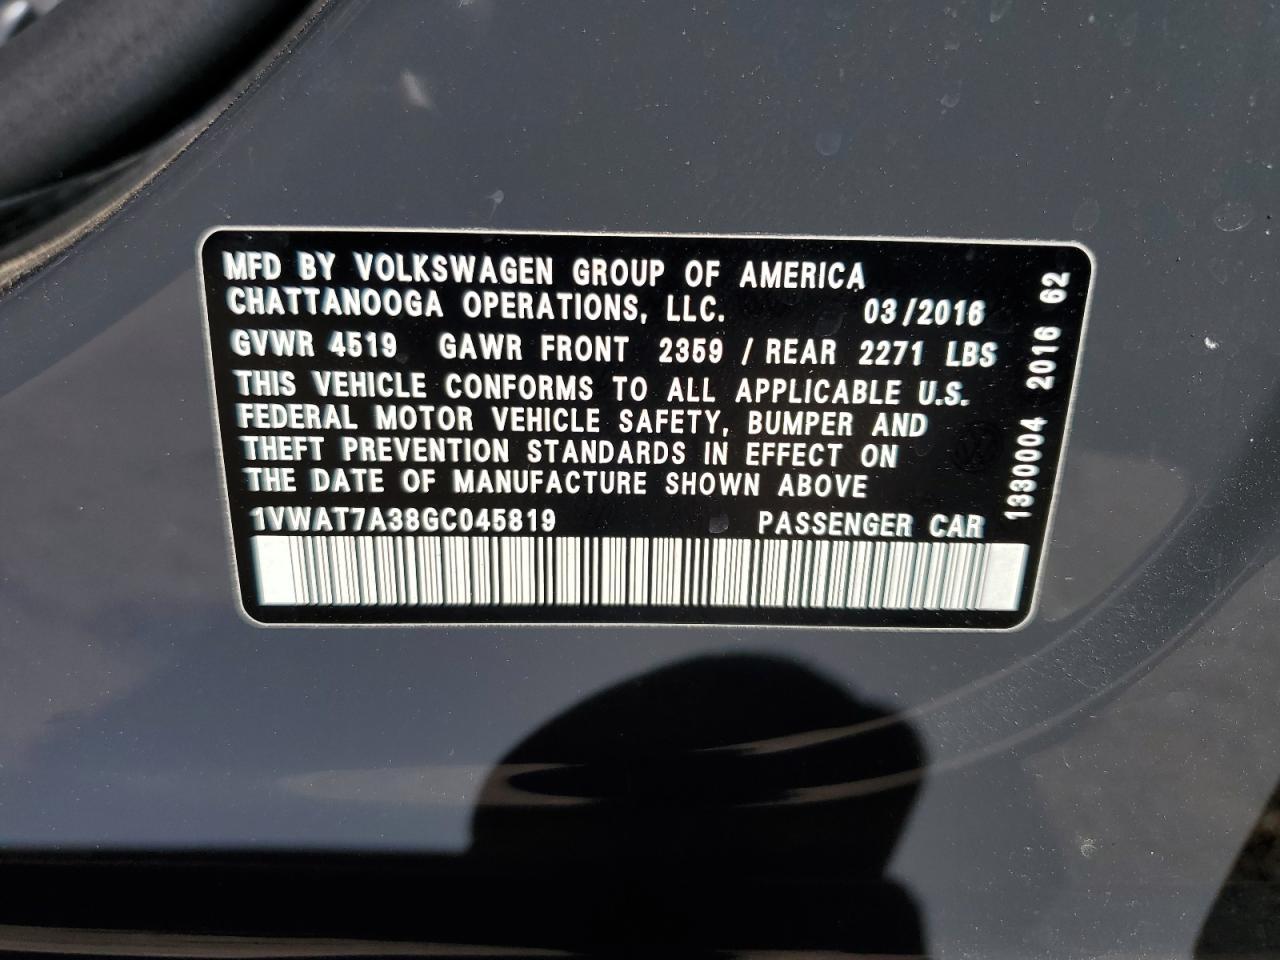 MFD BY VOLKSWAGEN GROUP OF AMERICA
CHATTANOOGA OPERATIONS, LLC. 03/2016
GVWR 4519 GAWR FRONT 2359 / REAR 2271 LBS
THIS VEHICLE CONFORMS TO ALL APPLICABLE U.S.
FEDERAL MOTOR VEHICLE SAFETY, BUMPER AND
THEFT PREVENTION STANDARDS IN EFFECT ON
THE DATE OF MANUFACTURE SHOWN ABOVE
1VWAT7A38GC045819 PASSENGER CAR
1330004 2016 62